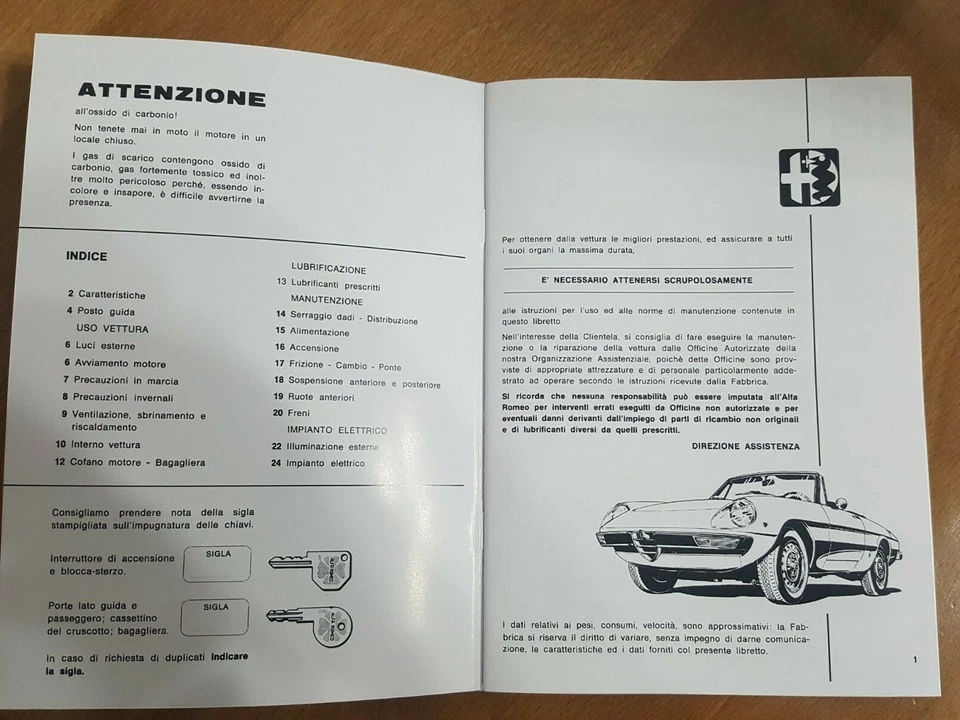 ATTENZIONE
all'ossido di carbonio!
Non tenete mai in moto il motore in un
locale chiuso.
I gas di scarico contengono ossido di
carbonio, gas fortemente tossico ed inol-
tre molto pericoloso perché, essendo in-
colore e insapore, è difficile avvertirne la
presenza.
INDICE
2 Caratteristiche
4 Posto guida
USO VETTURA
6 Luci esterne
6 Avviamento motore
7 Precauzioni in marcia
8 Precauzioni invernali
9 Ventilazione, sbrinamento e
riscaldamento
10 Interno vettura
12 Cofano motore - Bagagliera
LUBRIFICAZIONE
13 Lubrificanti prescritti
MANUTENZIONE
14 Serraggio dadi - Distribuzione
15 Alimentazione
16 Accensione
17 Frizione - Cambio - Ponte
18 Sospensione anteriore e posteriore
19 Ruote anteriori
20 Freni
IMPIANTO ELETTRICO
22 Illuminazione esterna
24 Impianto elettrico
Consigliamo prendere nota della sigla
stampigliata sull'impugnatura delle chiavi.
Interruttore di accensione
e blocca-sterzo.
SIGLA
ALFA ROMEO
Porte lato guida e
passeggero; cassettino
del cruscotto; bagagliera.
SIGLA
ALFA ROMEO
In caso di richiesta di duplicati indicare
la sigla.
Per ottenere dalla vettura le migliori prestazioni, ed assicurare a tutti
i suoi organi la massima durata,
E' NECESSARIO ATTENERSI SCRUPOLOSAMENTE
alle istruzioni per l'uso ed alle norme di manutenzione contenute in
questo libretto.
Nell'interesse della Clientela, si consiglia di fare eseguire la manuten-
zione o la riparazione della vettura dalle Officine Autorizzate della
nostra Organizzazione Assistenziale, poichè dette Officine sono prov-
viste di appropriate attrezzature e di personale particolarmente adde-
strato ad operare secondo le istruzioni ricevute dalla Fabbrica.
Si ricorda che nessuna responsabilità può essere imputata all'Alfa
Romeo per interventi errati eseguiti da Officine non autorizzate e per
eventuali danni derivanti dall'impiego di parti di ricambio non originali
e di lubrificanti diversi da quelli prescritti.
DIREZIONE ASSISTENZA
I dati relativi ai pesi, consumi, velocità, sono approssimativi: la Fab-
brica si riserva il diritto di variare, senza impegno di darne comunica-
zione, le caratteristiche ed i dati forniti col presente libretto.
1